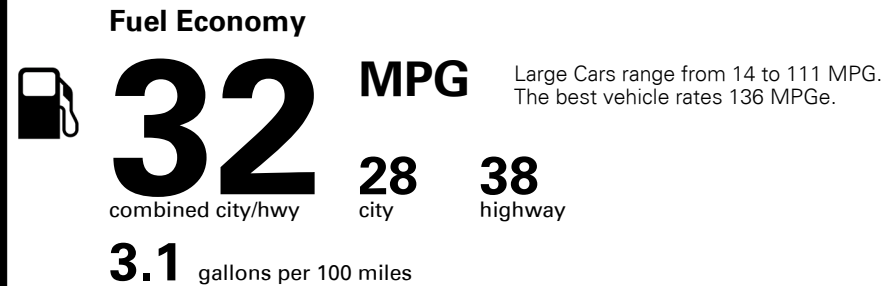 Fuel Economy
32 MPG
Large Cars range from 14 to 111 MPG.
The best vehicle rates 136 MPGe.
28 38
combined city/hwy city highway
3.1 gallons per 100 miles